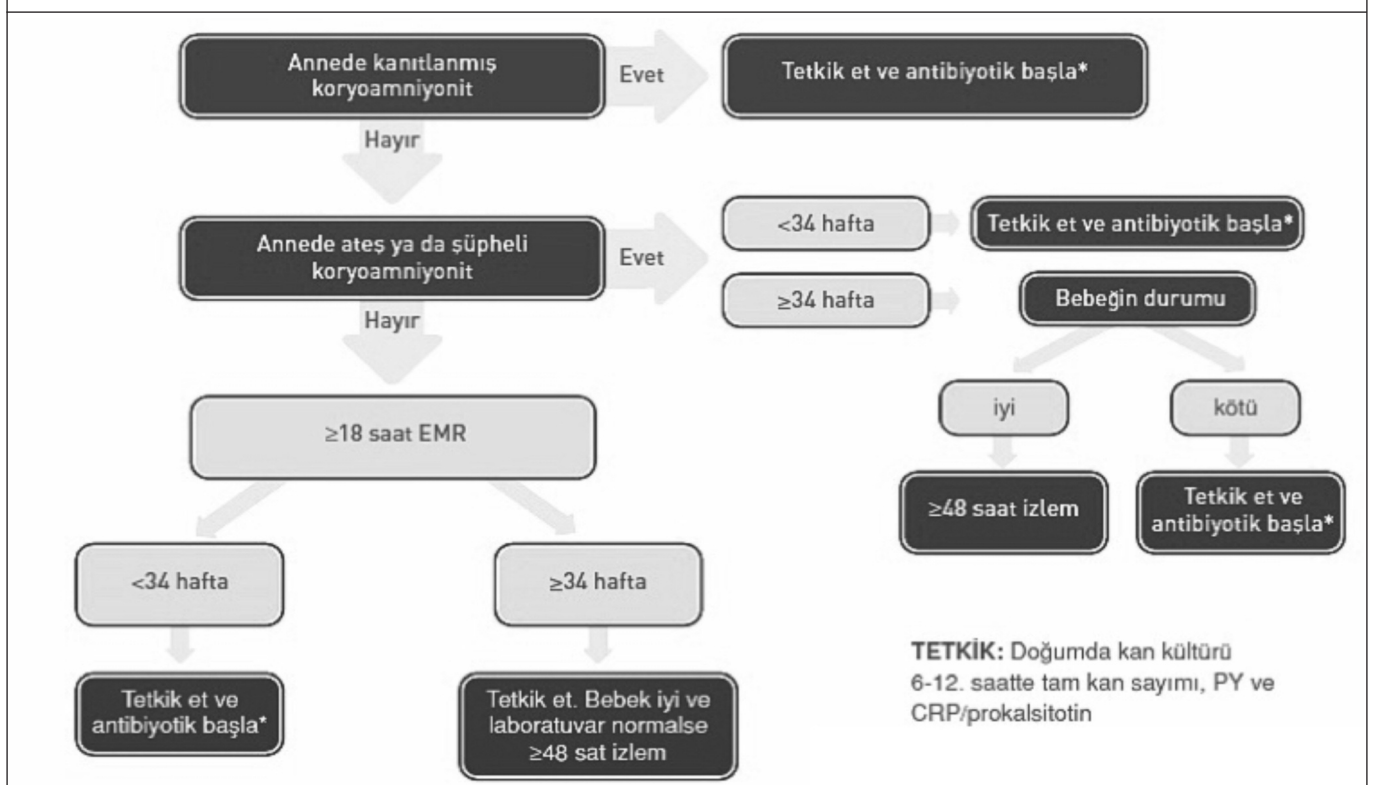 Annede kanıtlanmış
koryoamniyonit
Evet
Tetkik et ve antibiyotik başla*
Hayır
Annede ateş ya da şüpheli
koryoamniyonit
Evet
<34 hafta
Tetkik et ve antibiyotik başla*
≥34 hafta
Bebeğin durumu
Hayır
iyi
kötü
≥18 saat EMR
≥48 saat izlem
Tetkik et ve
antibiyotik başla*
<34 hafta
≥34 hafta
Tetkik et ve
antibiyotik başla*
Tetkik et. Bebek iyi ve
laboratuvar normalse
≥48 sat izlem
TETKİK: Doğumda kan kültürü
6-12. saatte tam kan sayımı, PY ve
CRP/prokalsitotin